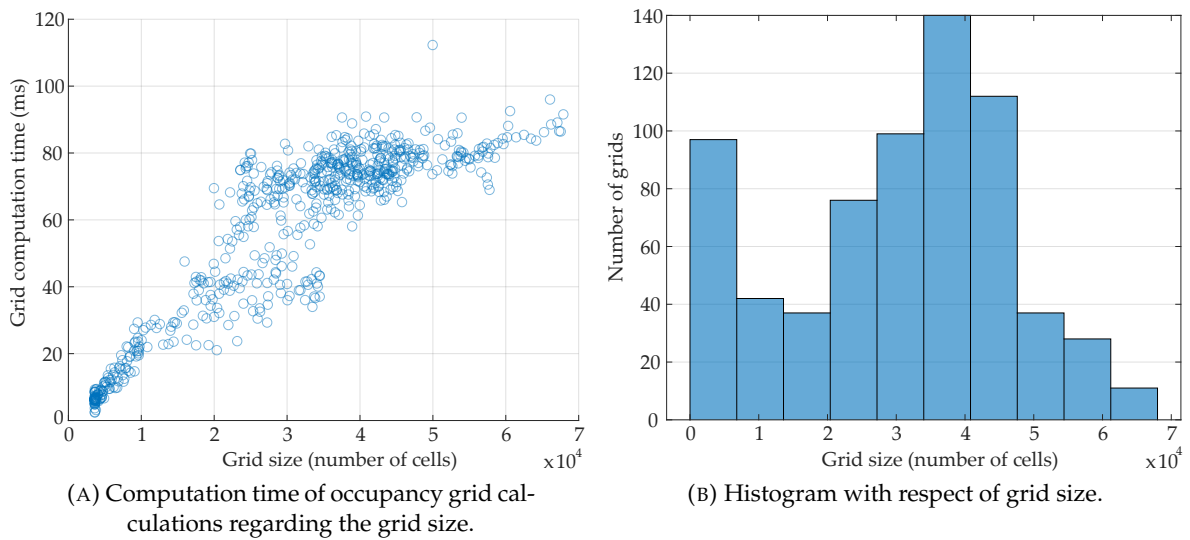 120
100
80
60
40
20
0
Grid computation time (ms)
0 1 2 3 4 5 6 7
Grid size (number of cells) x10^4
(A) Computation time of occupancy grid cal-
culations regarding the grid size.
140
120
100
80
60
40
20
0
Number of grids
0 1 2 3 4 5 6 7
Grid size (number of cells) x10^4
(B) Histogram with respect of grid size.